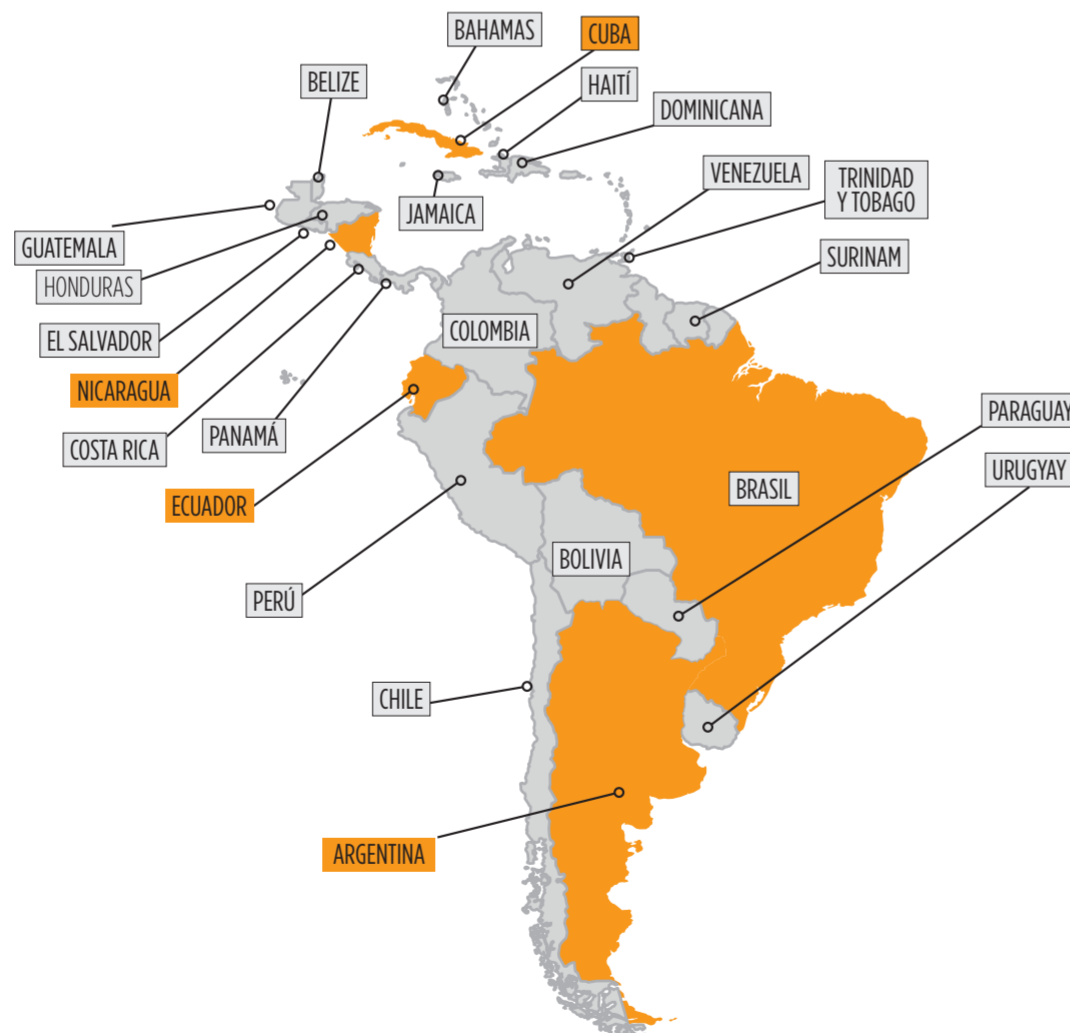 BAHAMAS
CUBA
BELIZE
HAITÍ
DOMINICANA
VENEZUELA
TRINIDAD
Y TOBAGO
JAMAICA
GUATEMALA
SURINAM
HONDURAS
COLOMBIA
EL SALVADOR
NICARAGUA
PARAGUAY
PANAMÁ
COSTA RICA
URUGYAY
BRASIL
ECUADOR
BOLIVIA
PERÚ
CHILE
ARGENTINA